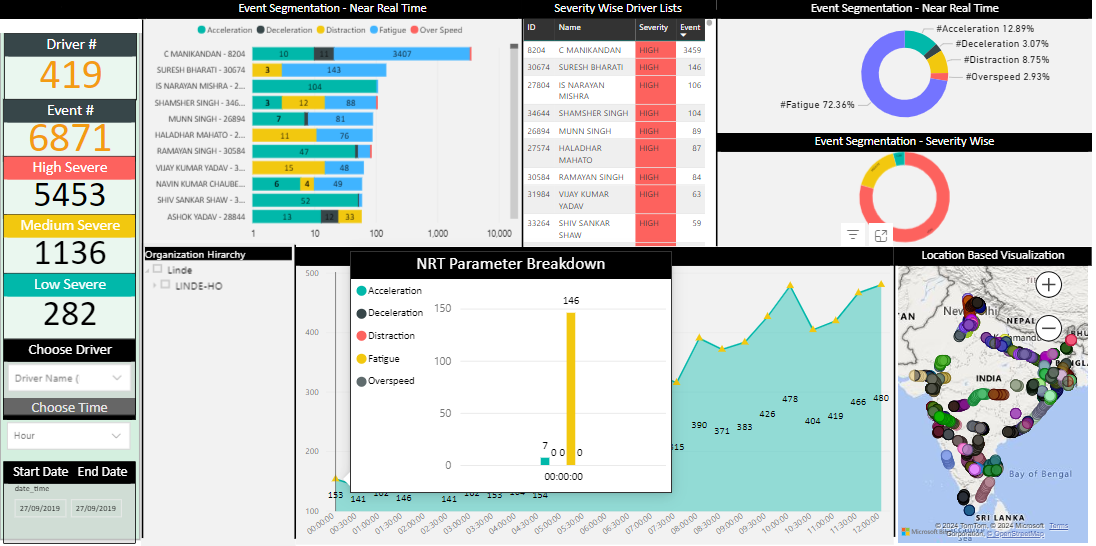 Driver #
419
Event #
6871
High Severe
5453
Medium Severe
1136
Low Severe
282
Choose Driver
Driver Name (
Choose Time
Hour
Start Date End Date
date_time
27/09/2019 27/09/2019
Event Segmentation - Near Real Time
Acceleration Deceleration Distraction Fatigue Over Speed
C MANIKANDAN - 8204 10 11 3407
SURESH BHARATI - 30674 3 143
IS NARAYAN MISHRA - 2... 104
SHAMSHER SINGH - 346... 3 12 88
MUNN SINGH - 26894 7 81
HALADHAR MAHATO - 2... 11 76
RAMAYAN SINGH - 30584 47
VIJAY KUMAR YADAV - 3... 15 48
NAVIN KUMAR CHAUBE... 6 4 49
SHIV SANKAR SHAW - 3... 52
ASHOK YADAV - 28844 13 12 33
1 10 100 1,000 10,000
Severity Wise Driver Lists
ID Name Severity Event
8204 C MANIKANDAN HIGH 3459
30674 SURESH BHARATI HIGH 146
27804 IS NARAYAN MISHRA HIGH 106
34644 SHAMSHER SINGH HIGH 104
26894 MUNN SINGH HIGH 89
27574 HALADHAR MAHATO HIGH 87
30584 RAMAYAN SINGH HIGH 84
31984 VIJAY KUMAR YADAV HIGH 63
33264 SHIV SANKAR SHAW HIGH 59
Event Segmentation - Near Real Time
#Acceleration 12.89%
#Deceleration 3.07%
#Distraction 8.75%
#Overspeed 2.93%
#Fatigue 72.36%
Event Segmentation - Severity Wise
Organization Hirarchy
Linde
LINDE-HO
NRT Parameter Breakdown
Acceleration
Deceleration
Distraction
Fatigue
Overspeed
150
100
50
0
7 0 0 146 0
00:00:00
500
400
300
200
100
153 141 162 146 141 162 153 164 154 315 390 371 383 426 478 404 419 466 480
00:00:00 00:30:00 01:00:00 01:30:00 02:00:00 02:30:00 03:00:00 03:30:00 04:00:00 04:30:00 05:00:00 05:30:00 06:00:00 06:30:00 07:00:00 07:30:00 08:00:00 08:30:00 09:00:00 09:30:00 10:00:00 10:30:00 11:00:00 11:30:00 12:00:00
Location Based Visualization
New Delhi
NEPAL
INDIA
Bay of Bengal
SRI LANKA
© 2024 TomTom, © 2024 Microsoft Corporation, © OpenStreetMap Terms